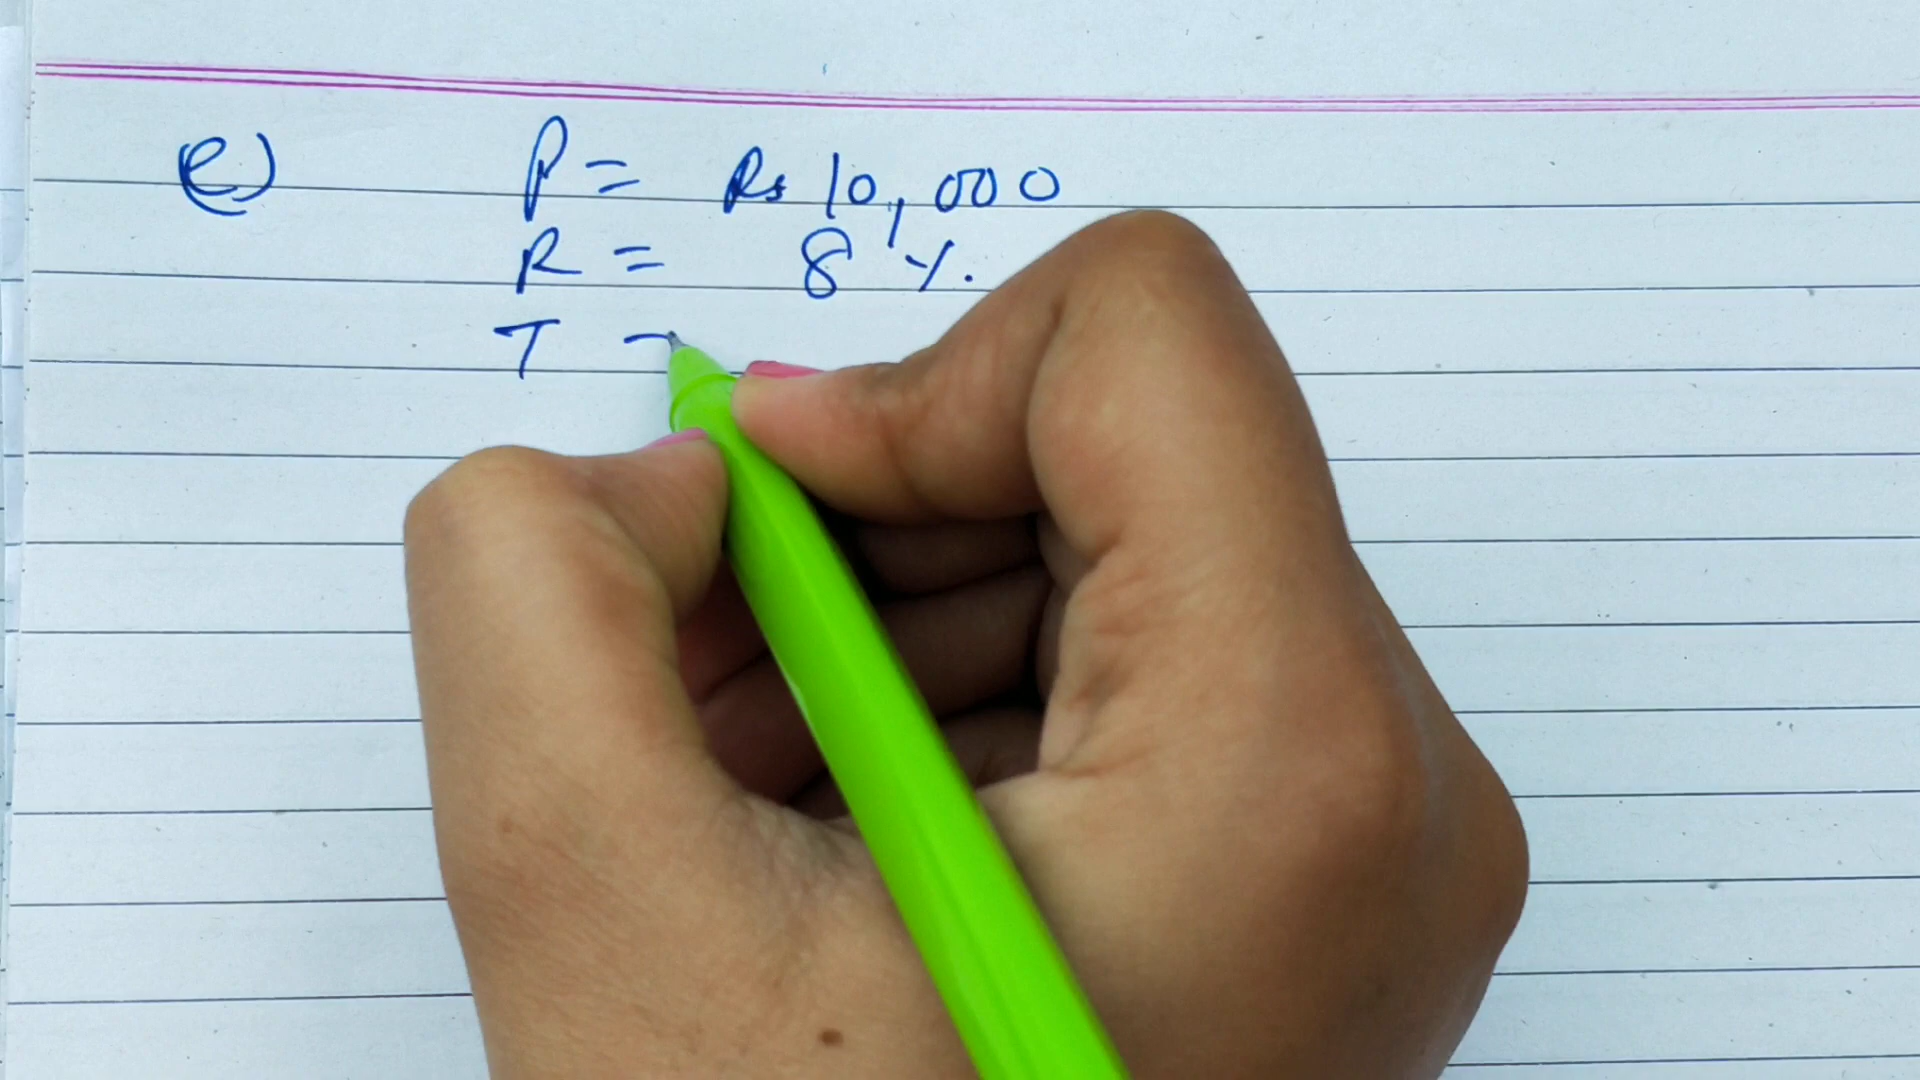 e) P = Rs 10,000
R = 8 %.
T -